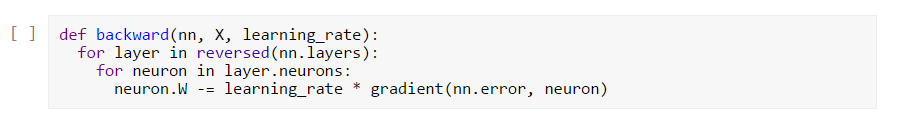 [ ] def backward(nn, X, learning_rate):
for layer in reversed(nn.layers):
for neuron in layer.neurons:
neuron.W -= learning_rate * gradient(nn.error, neuron)